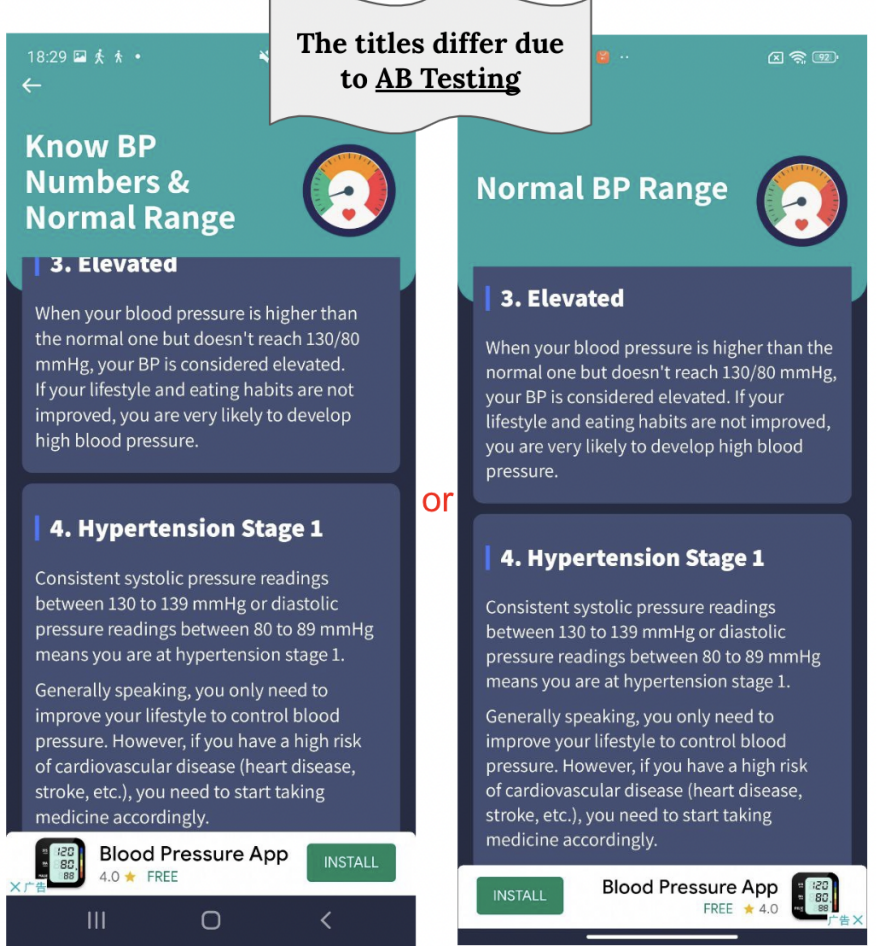 The titles differ due
to AB Testing
18:29
Know BP
Numbers &
Normal Range
3. Elevated
When your blood pressure is higher than
the normal one but doesn't reach 130/80
mmHg, your BP is considered elevated.
If your lifestyle and eating habits are not
improved, you are very likely to develop
high blood pressure.
4. Hypertension Stage 1
Consistent systolic pressure readings
between 130 to 139 mmHg or diastolic
pressure readings between 80 to 89 mmHg
means you are at hypertension stage 1.
Generally speaking, you only need to
improve your lifestyle to control blood
pressure. However, if you have a high risk
of cardiovascular disease (heart disease,
stroke, etc.), you need to start taking
medicine accordingly.
120
80
88
Blood Pressure App
4.0 ★ FREE
INSTALL
广告
or
92
Normal BP Range
3. Elevated
When your blood pressure is higher than the
normal one but doesn't reach 130/80 mmHg,
your BP is considered elevated. If your
lifestyle and eating habits are not improved,
you are very likely to develop high blood
pressure.
4. Hypertension Stage 1
Consistent systolic pressure readings
between 130 to 139 mmHg or diastolic
pressure readings between 80 to 89 mmHg
means you are at hypertension stage 1.
Generally speaking, you only need to
improve your lifestyle to control blood
pressure. However, if you have a high risk
of cardiovascular disease (heart disease,
stroke, etc.), you need to start taking
medicine accordingly.
INSTALL
Blood Pressure App
FREE ★ 4.0
120
80
88
广告